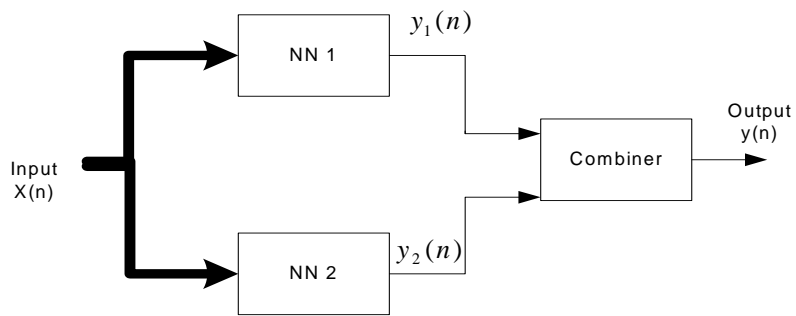 y₁(n)
NN 1
Output
y(n)
Combiner
Input
X(n)
y₂(n)
NN 2